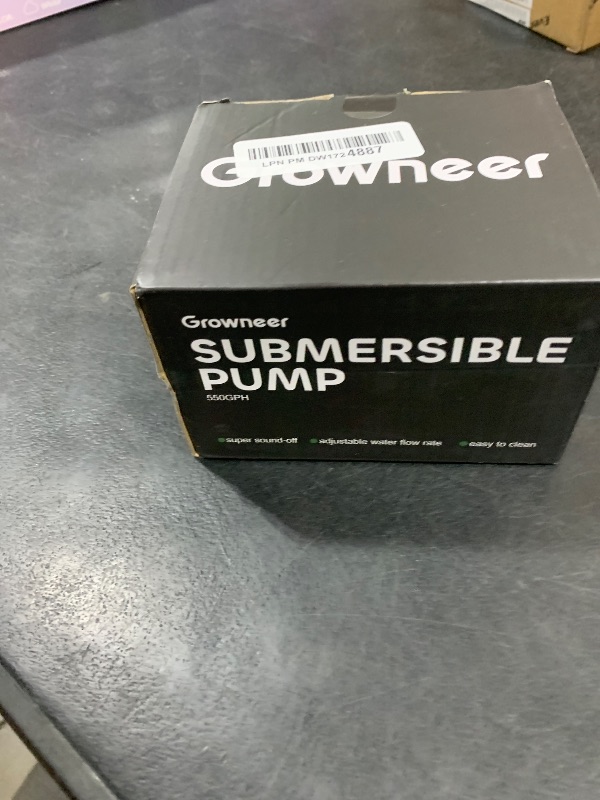 LPN PM DW1724887
Growneer
Growneer
SUBMERSIBLE
PUMP
550GPH
super sound-off adjustable water flow rate easy to clean